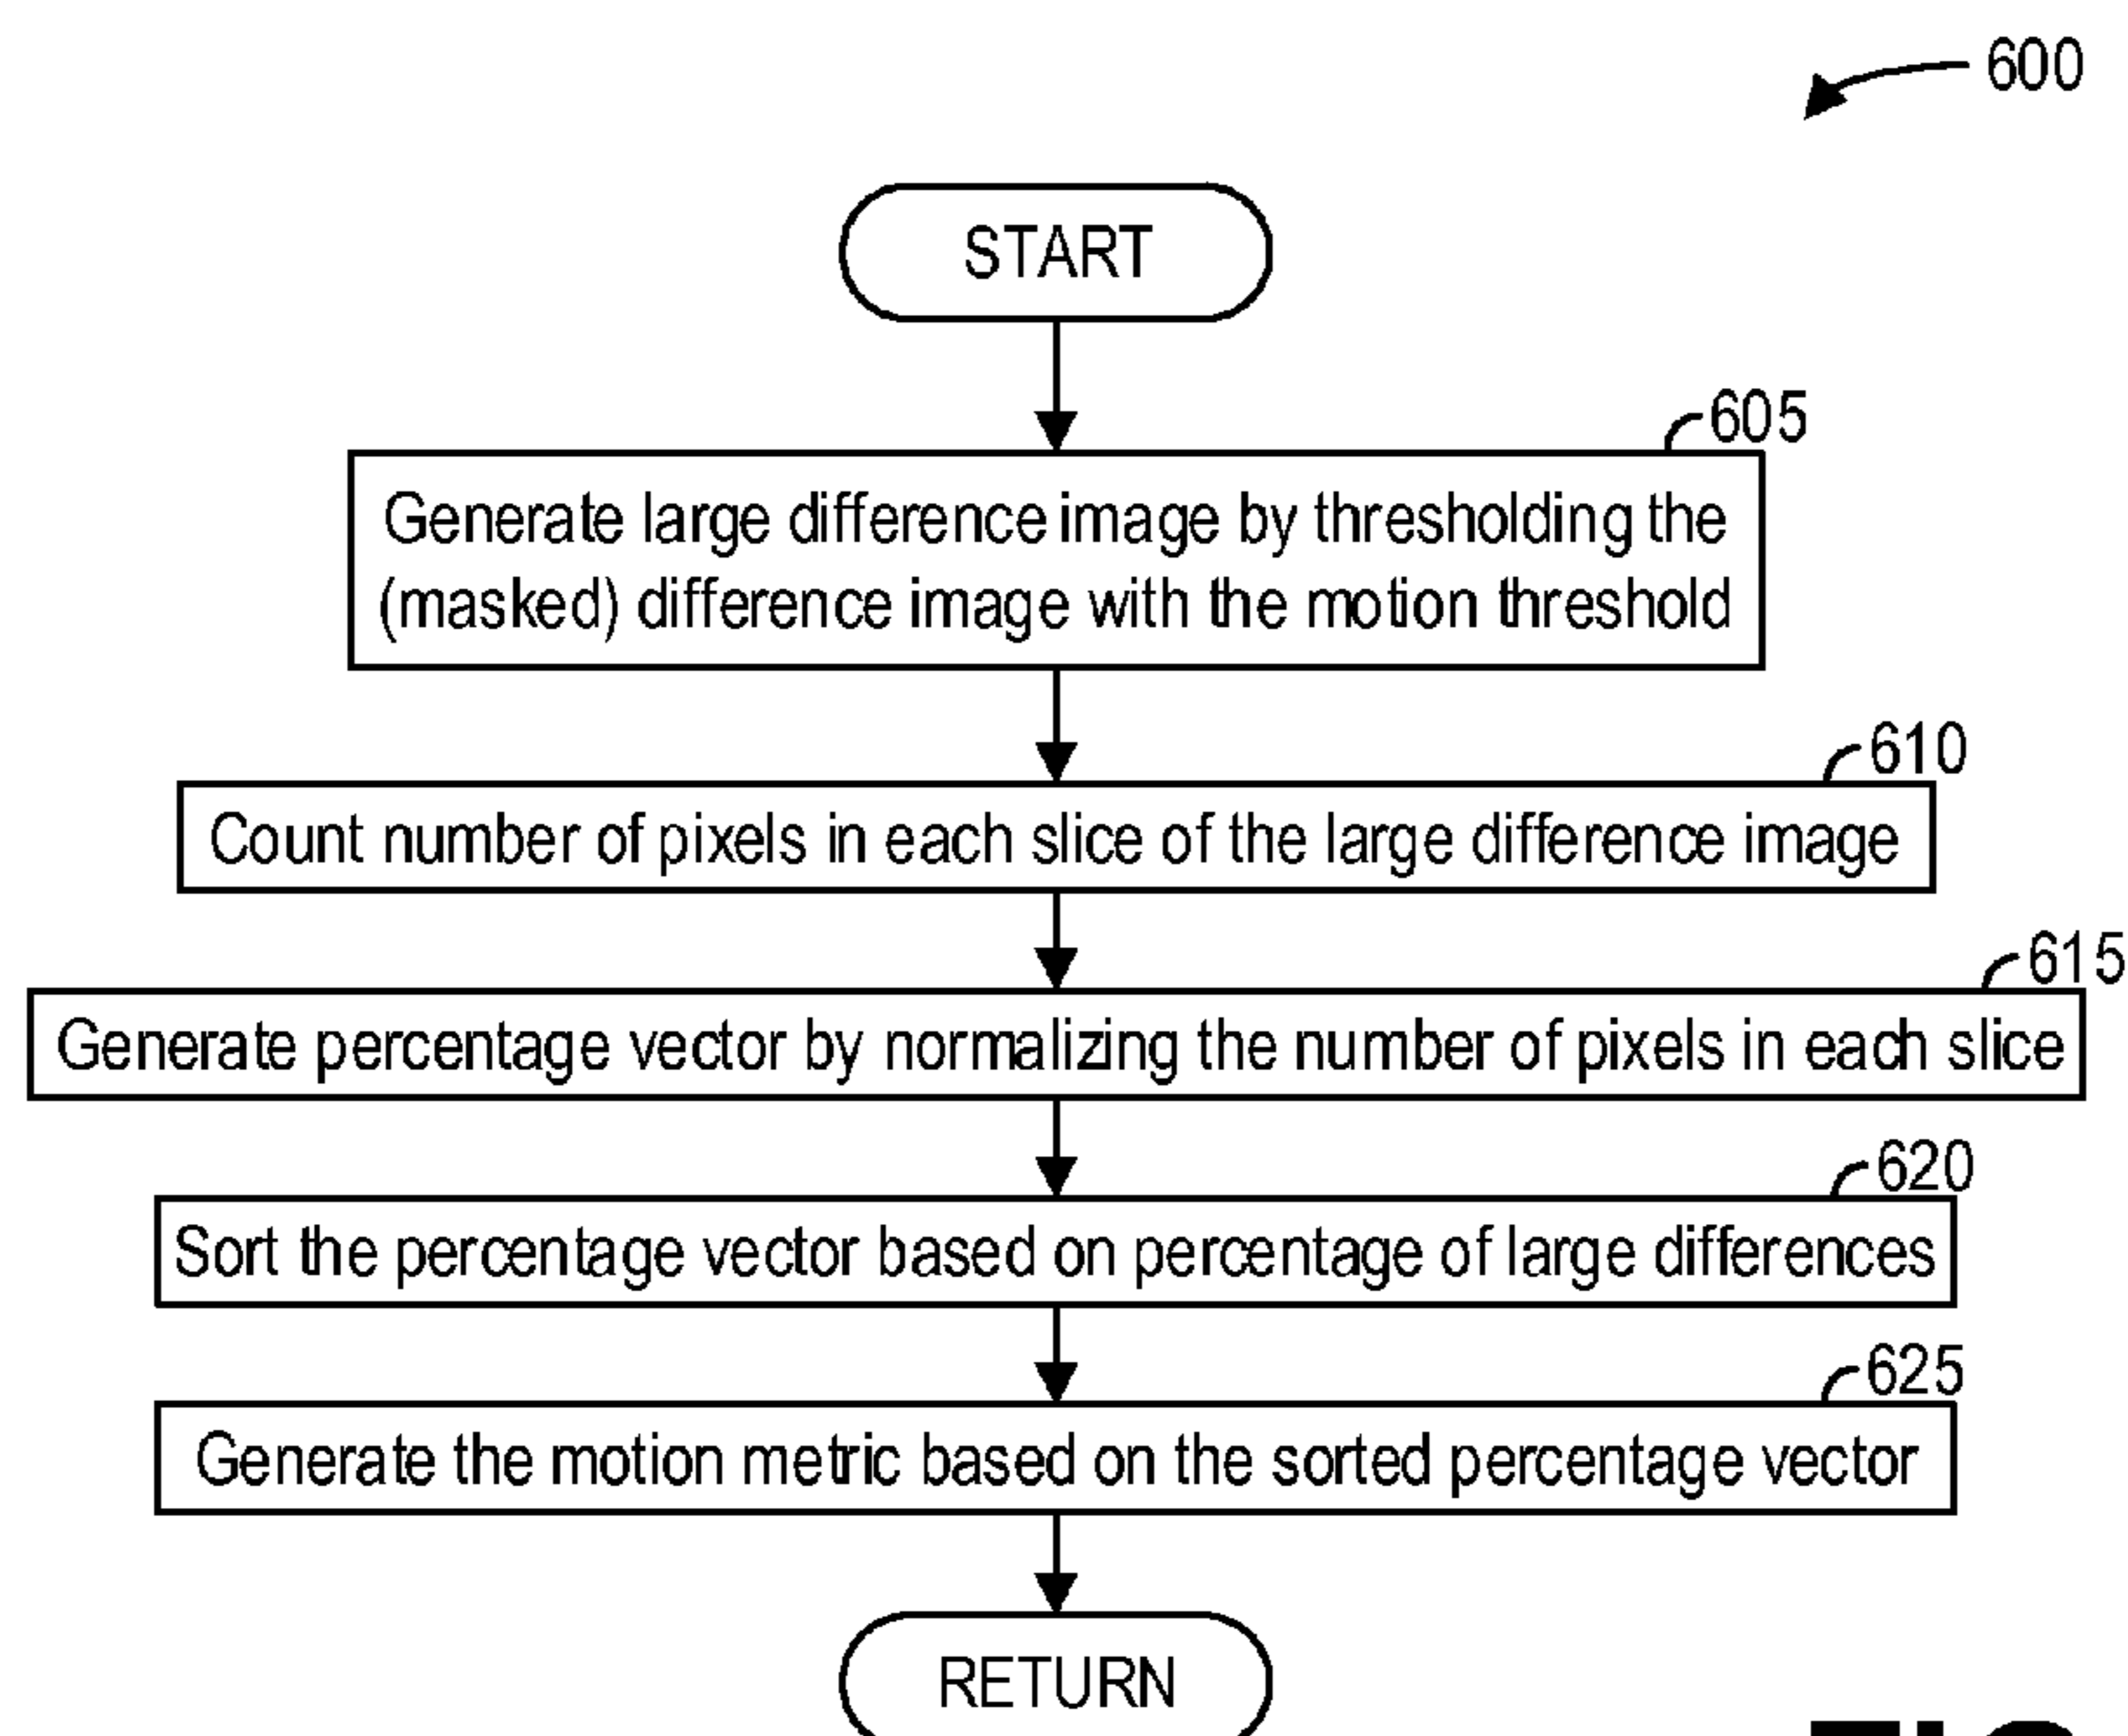 600
START
605
Generate large difference image by thresholding the
(masked) difference image with the motion threshold
610
Count number of pixels in each slice of the large difference image
615
Generate percentage vector by normalizing the number of pixels in each slice
620
Sort the percentage vector based on percentage of large differences
625
Generate the motion metric based on the sorted percentage vector
RETURN